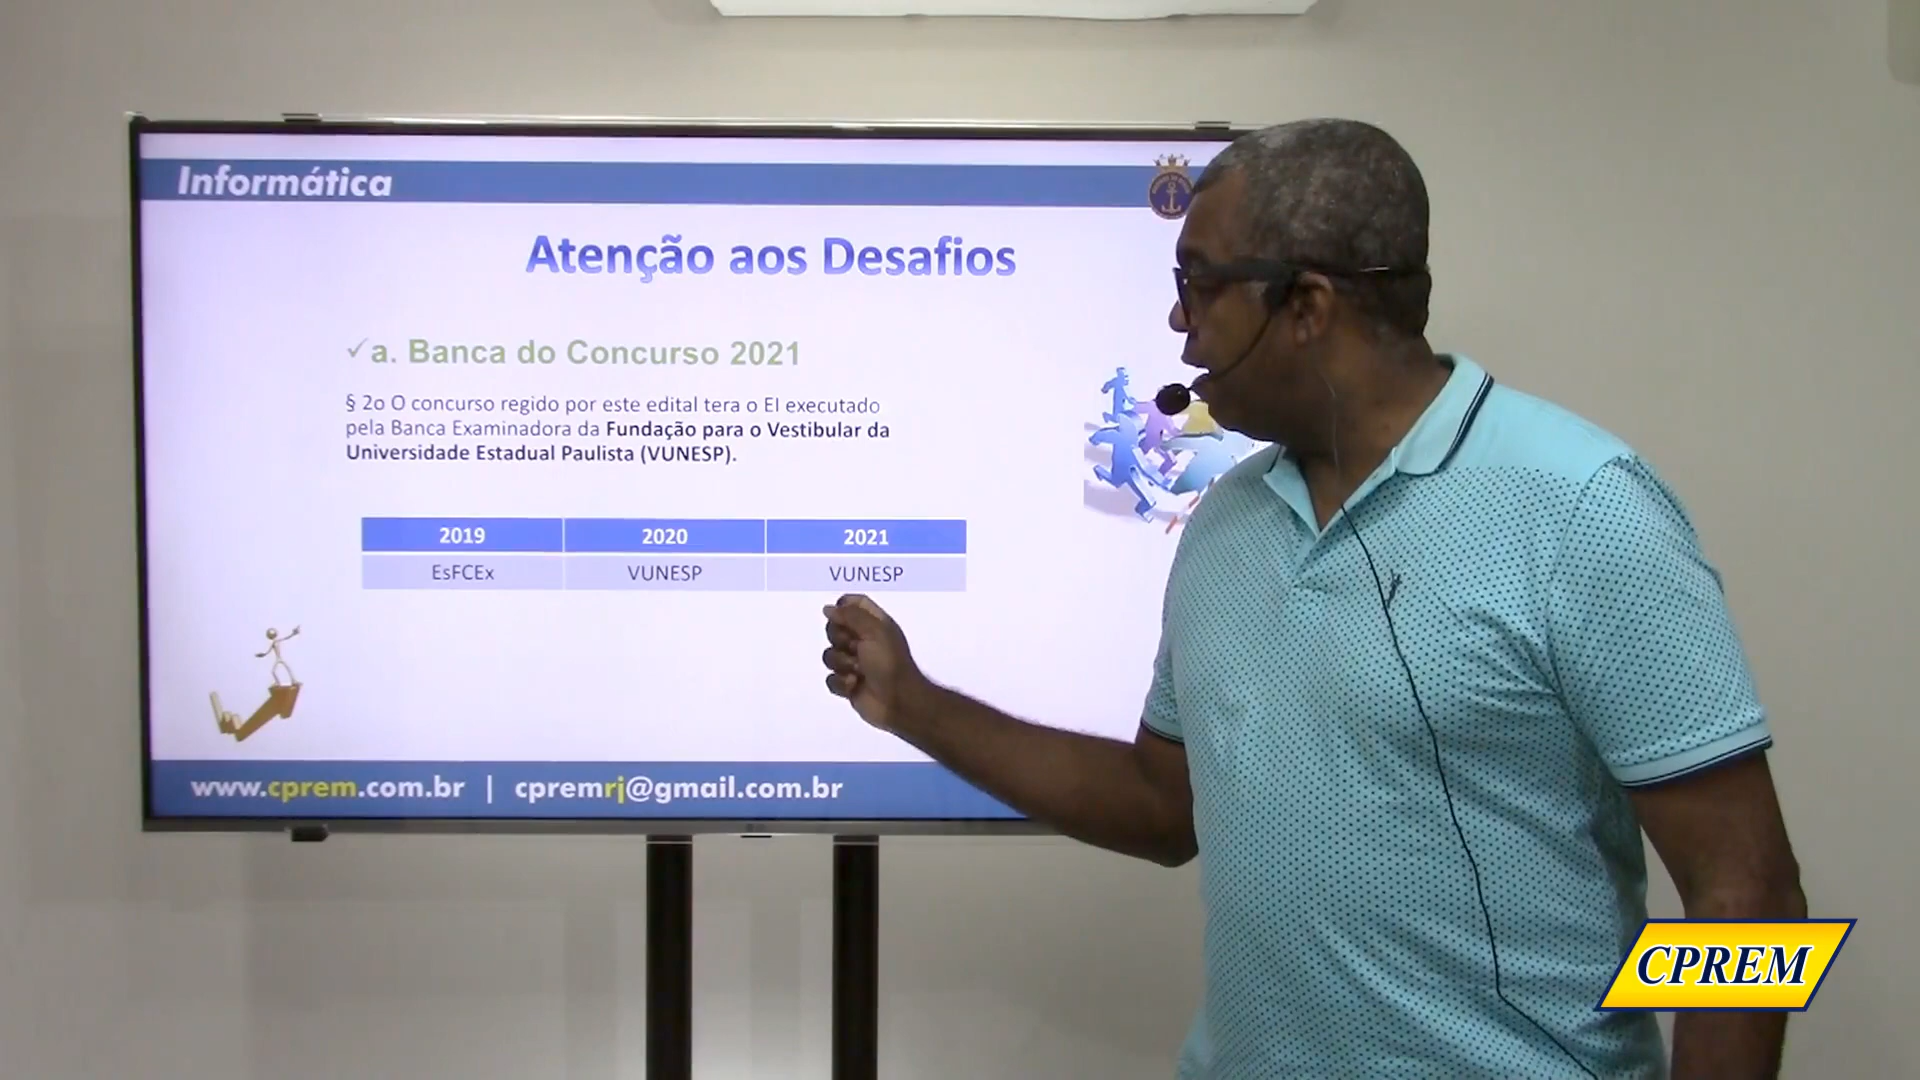 Informática
Atenção aos Desafios
✓a. Banca do Concurso 2021
§ 2o O concurso regido por este edital tera o EI executado
pela Banca Examinadora da Fundação para o Vestibular da
Universidade Estadual Paulista (VUNESP).
2019 2020 2021
EsFCEx VUNESP VUNESP
www.cprem.com.br | cpremrj@gmail.com.br
CPREM